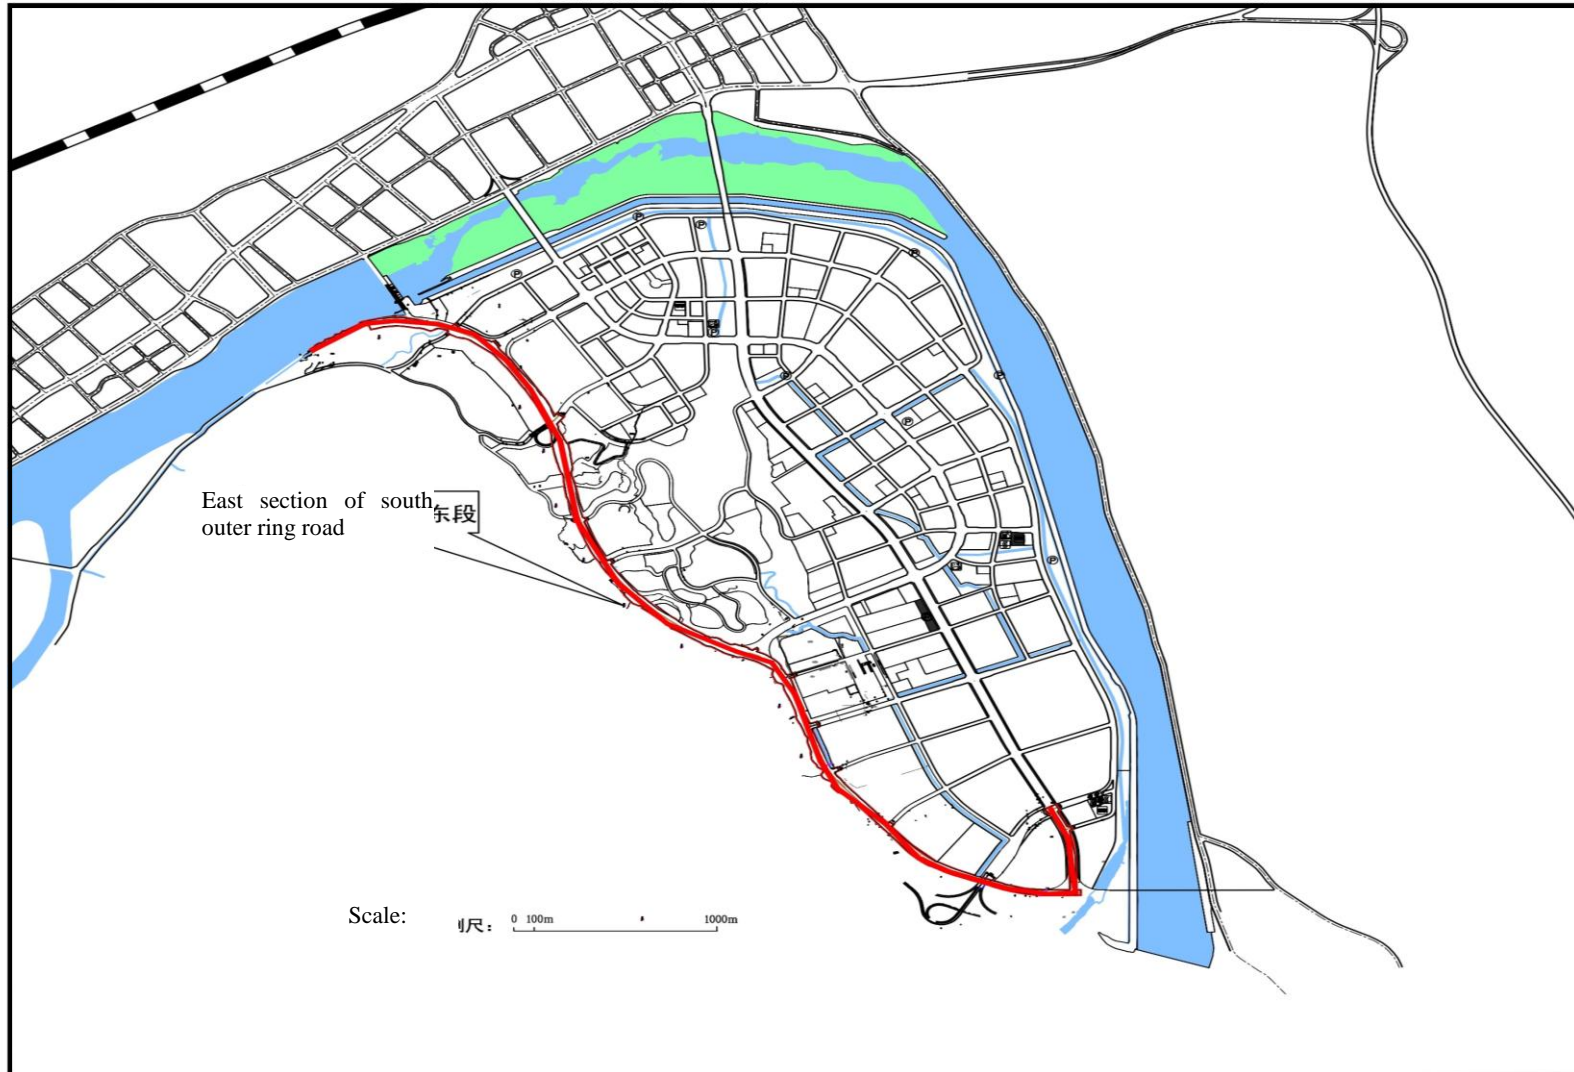 East section of south
outer ring road
东段
Scale:
尺：
0 100m 1000m
P
P
P
P
P
P
P
P